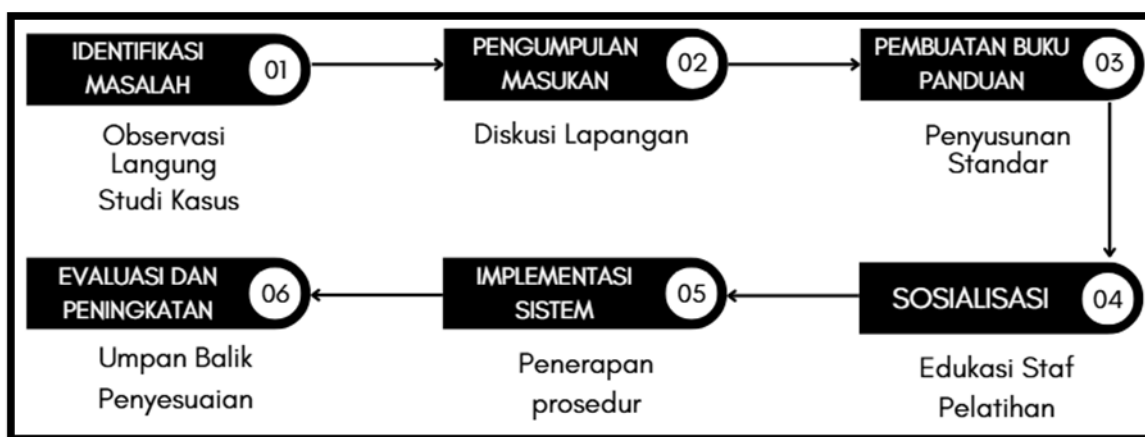 IDENTIFIKASI
MASALAH
01
Observasi
Langung
Studi Kasus
PENGUMPULAN
MASUKAN
02
Diskusi Lapangan
PEMBUATAN BUKU
PANDUAN
03
Penyusunan
Standar
SOSIALISASI
04
Edukasi Staf
Pelatihan
IMPLEMENTASI
SISTEM
05
Penerapan
prosedur
EVALUASI DAN
PENINGKATAN
06
Umpan Balik
Penyesuaian